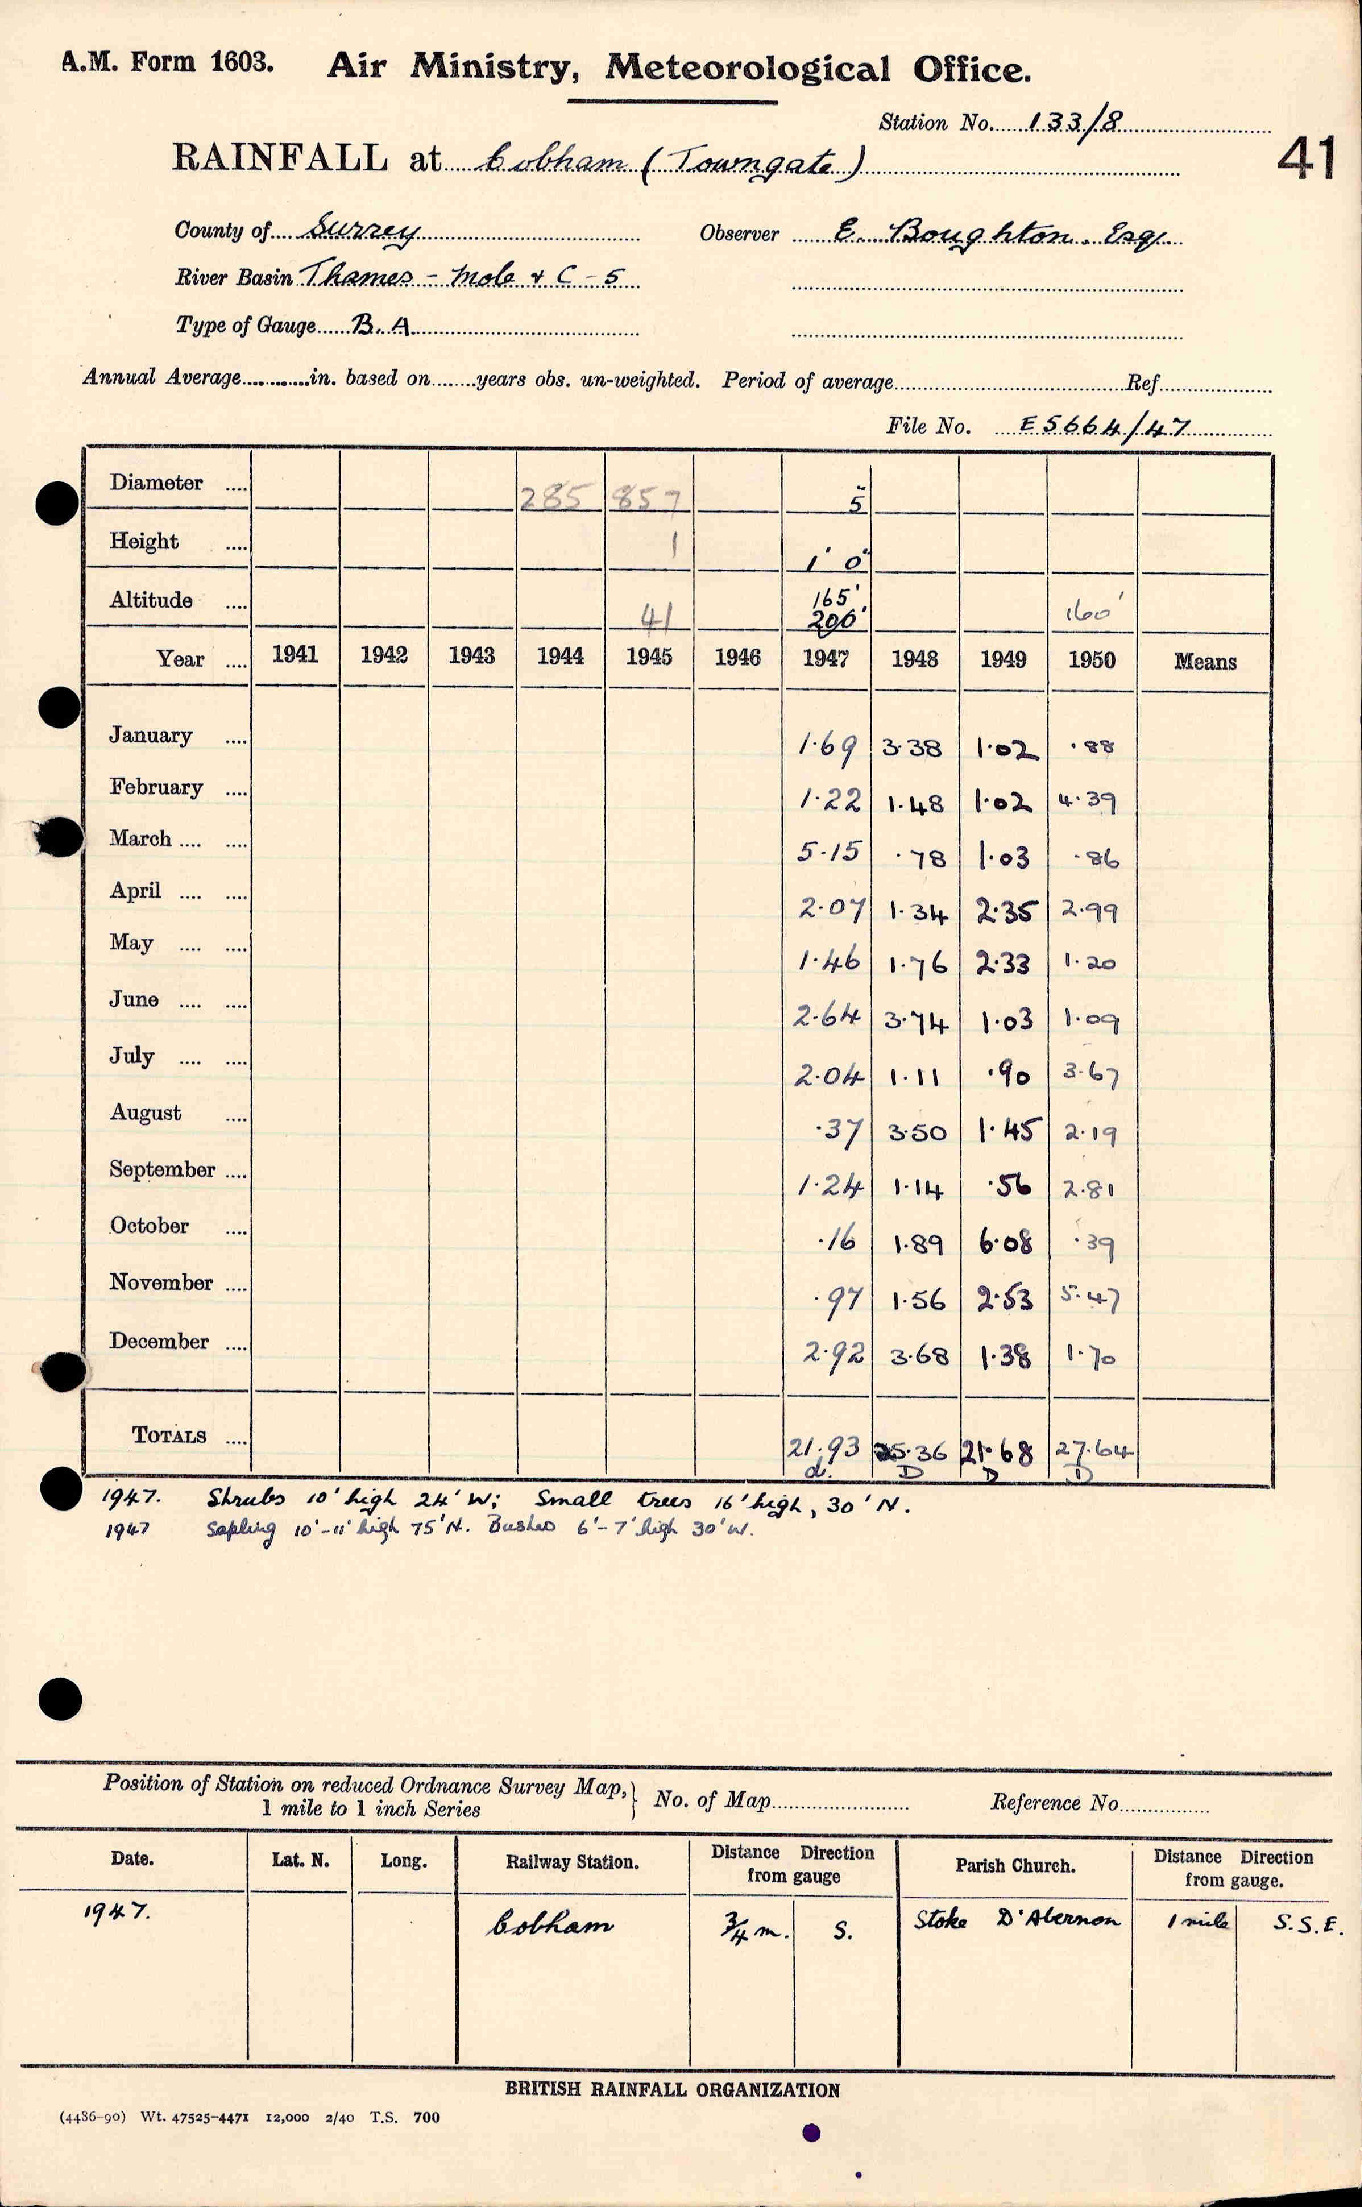 A.M. Form 1603. Air Ministry, Meteorological Office.
Station No. 133/8
41
RAINFALL at Cobham (Towngate)
County of Surrey Observer E. Boughton. Esq.
River Basin Thames - Mole & C - 5
Type of Gauge B.A
Annual Average............in. based on........years obs. un-weighted. Period of average.......... Ref..........
File No. E5664/47
Diameter .... 285 857 5"
Height .... 1 1' 0"
Altitude .... 41 165' 160'
200'
Year .... 1941 1942 1943 1944 1945 1946 1947 1948 1949 1950 Means
January .... 1.69 3.38 1.02 .88
February .... 1.22 1.48 1.02 4.39
March .... .... 5.15 .78 1.03 .86
April .... .... 2.07 1.34 2.35 2.99
May .... .... 1.46 1.76 2.33 1.20
June .... .... 2.64 3.74 1.03 1.09
July .... .... 2.04 1.11 .90 3.67
August .... .37 3.50 1.45 2.19
September .... 1.24 1.14 .56 2.81
October .... .16 1.89 6.08 .39
November .... .97 1.56 2.53 5.47
December .... 2.92 3.68 1.38 1.70
TOTALS .... 21.93 25.36 21.68 27.64
d. D D D
1947. Shrubs 10' high 24' W; Small trees 16' high, 30' N.
1947 Sapling 10'-11' high 75' N. Bushes 6'-7' high 30' W.
Position of Station on reduced Ordnance Survey Map,} No. of Map.......... Reference No..........
1 mile to 1 inch Series
Date. Lat. N. Long. Railway Station. Distance Direction from gauge Parish Church. Distance Direction from gauge.
1947. Cobham 3/4 m. S. Stoke D'Abernon 1 mile S.S.E.
BRITISH RAINFALL ORGANIZATION
(4486-90) Wt. 47525-4471 12,000 2/40 T.S. 700